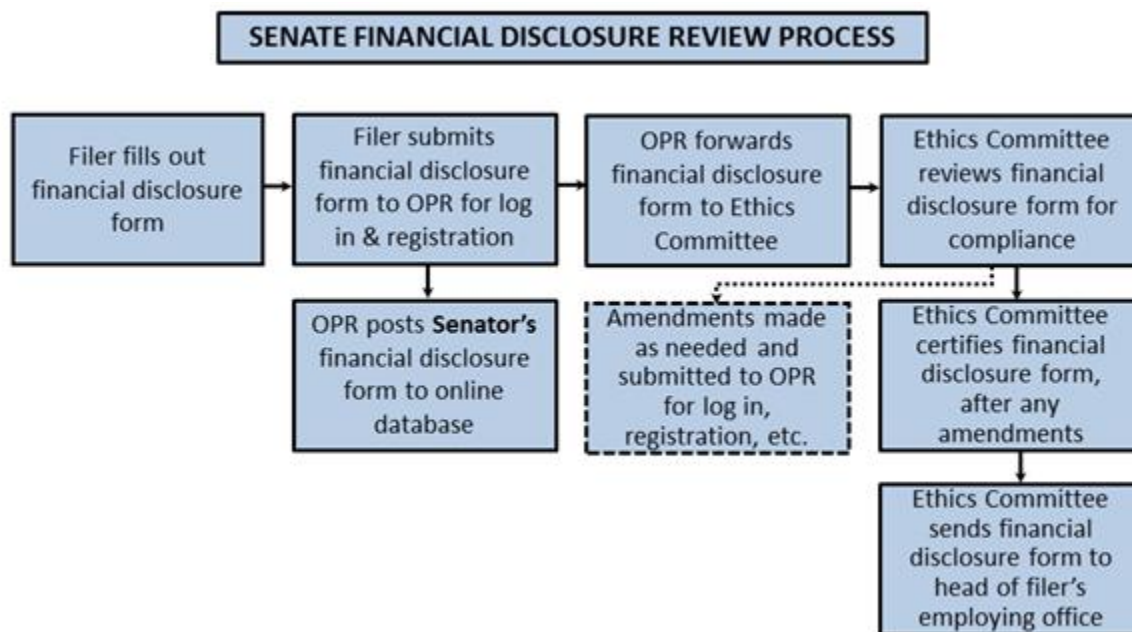 SENATE FINANCIAL DISCLOSURE REVIEW PROCESS
Filer fills out
financial disclosure
form
Filer submits
financial disclosure
form to OPR for log
in & registration
OPR forwards
financial disclosure
form to Ethics
Committee
Ethics Committee
reviews financial
disclosure form for
compliance
OPR posts Senator's
financial disclosure
form to online
database
Amendments made
as needed and
submitted to OPR
for log in,
registration, etc.
Ethics Committee
certifies financial
disclosure form,
after any
amendments
Ethics Committee
sends financial
disclosure form to
head of filer's
employing office